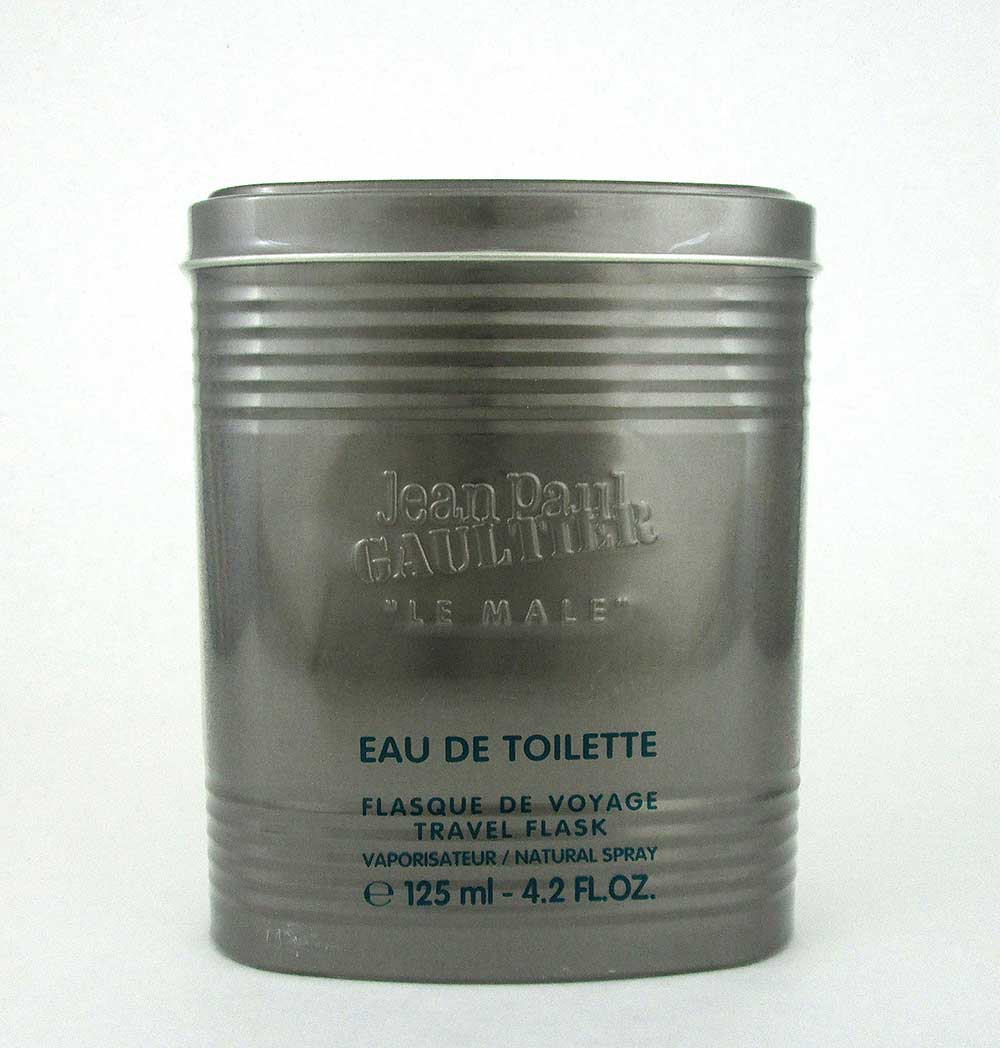 Jean Paul
GAULTIER
"LE MALE"
EAU DE TOILETTE
FLASQUE DE VOYAGE
TRAVEL FLASK
VAPORISATEUR / NATURAL SPRAY
℮ 125 ml - 4.2 FL.OZ.